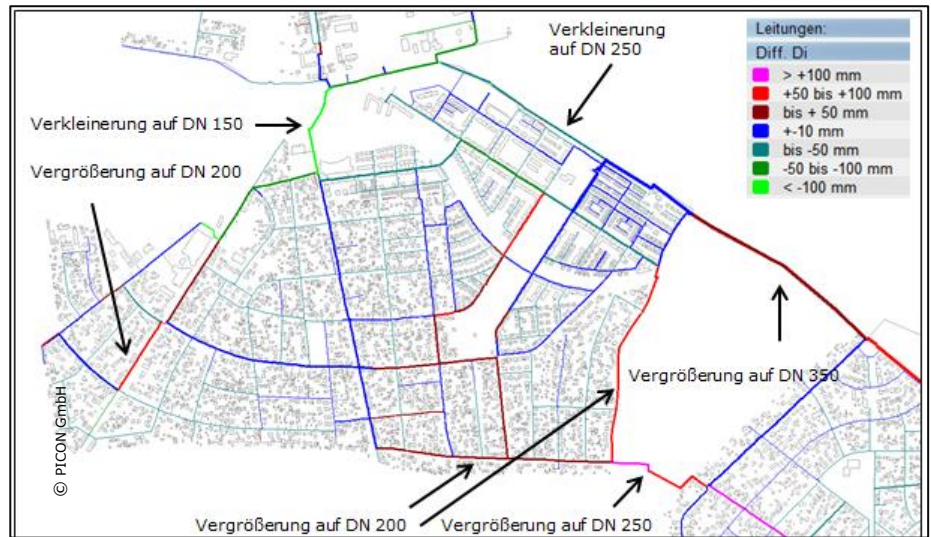 Verkleinerung
auf DN 250
Leitungen:
Diff. Di
> +100 mm
+50 bis +100 mm
bis + 50 mm
+-10 mm
bis -50 mm
-50 bis -100 mm
< -100 mm
Verkleinerung auf DN 150
Vergrößerung auf DN 200
Vergrößerung auf DN 350
© PICON GmbH
Vergrößerung auf DN 200
Vergrößerung auf DN 250